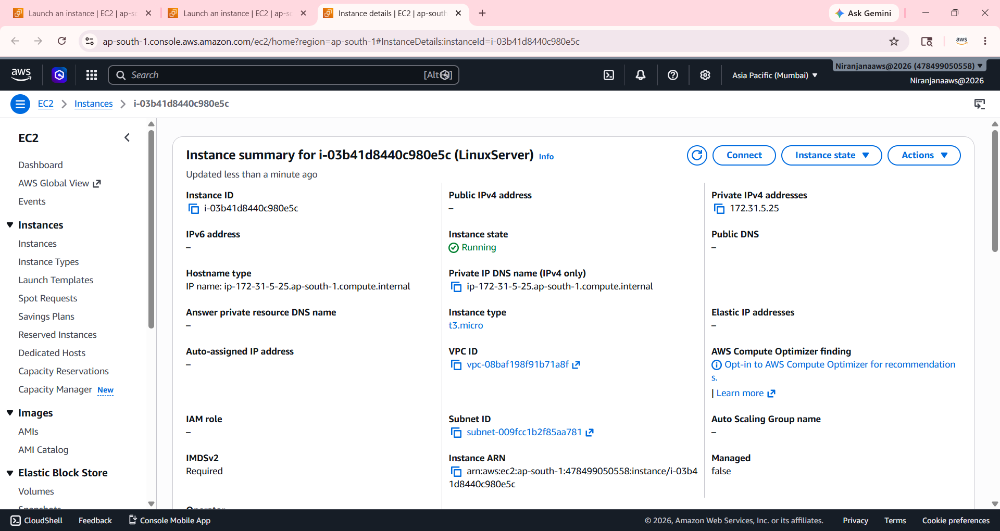 Launch an instance | EC2 | ap-sc
Launch an instance | EC2 | ap-sc
Instance details | EC2 | ap-south
Ask Gemini
ap-south-1.console.aws.amazon.com/ec2/home?region=ap-south-1#InstanceDetails:instanceId=i-03b41d8440c980e5c
aws
aws
Search
Asia Pacific (Mumbai)
Niranjanaaws@2026 (478499050558)
Niranjanaaws@2026
EC2 Instances i-03b41d8440c980e5c
EC2
Dashboard
AWS Global View
Events
Instances
Instances
Instance Types
Launch Templates
Spot Requests
Savings Plans
Reserved Instances
Dedicated Hosts
Capacity Reservations
Capacity Manager New
Images
AMIs
AMI Catalog
Elastic Block Store
Volumes
Snapshots
Instance summary for i-03b41d8440c980e5c (LinuxServer) Info
Updated less than a minute ago
Connect
Instance state
Actions
Instance ID
i-03b41d8440c980e5c
Public IPv4 address
–
Private IPv4 addresses
172.31.5.25
IPv6 address
–
Instance state
Running
Public DNS
–
Hostname type
IP name: ip-172-31-5-25.ap-south-1.compute.internal
Private IP DNS name (IPv4 only)
ip-172-31-5-25.ap-south-1.compute.internal
Answer private resource DNS name
–
Instance type
t3.micro
Elastic IP addresses
–
Auto-assigned IP address
–
VPC ID
vpc-08baf198f91b71a8f
AWS Compute Optimizer finding
Opt-in to AWS Compute Optimizer for recommendation
s.
| Learn more
IAM role
–
Subnet ID
subnet-009fcc1b2f85aa781
Auto Scaling Group name
–
IMDSv2
Required
Instance ARN
arn:aws:ec2:ap-south-1:478499050558:instance/i-03b4
1d8440c980e5c
Managed
false
Operator
CloudShell
Feedback
Console Mobile App
© 2026, Amazon Web Services, Inc. or its affiliates.
Privacy
Terms
Cookie preferences